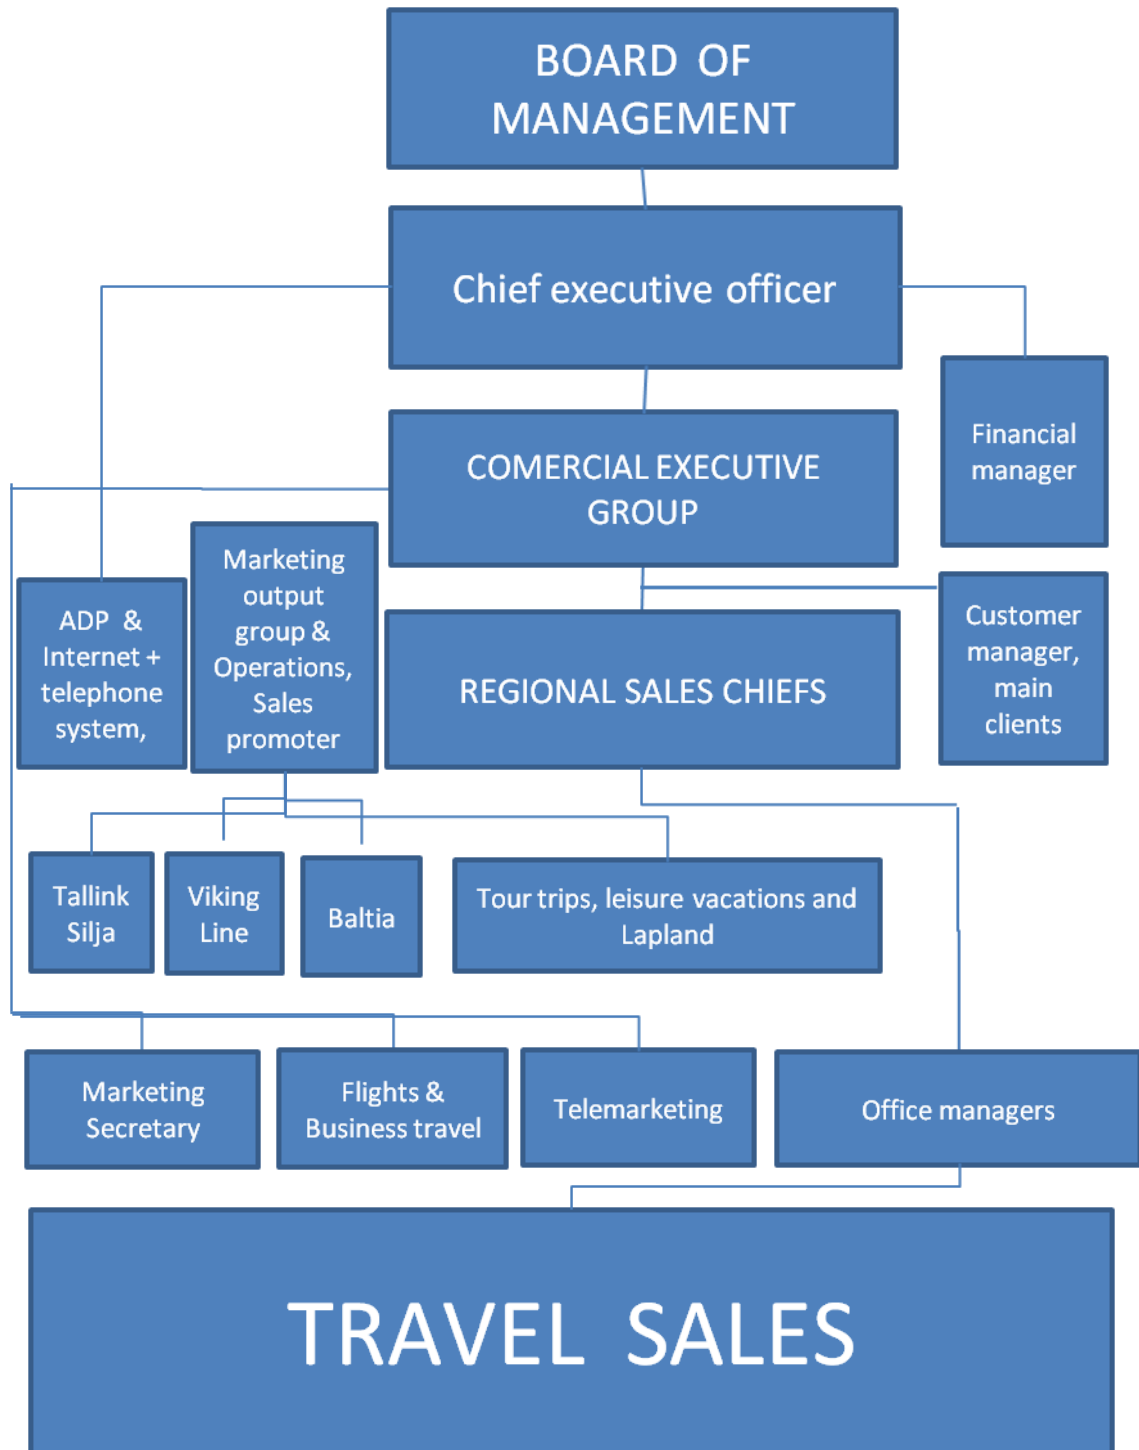 BOARD OF
MANAGEMENT
Chief executive officer
Financial
manager
COMERCIAL EXECUTIVE
GROUP
Marketing
output
group &
Operations,
Sales
promoter
ADP &
Internet +
telephone
system,
REGIONAL SALES CHIEFS
Customer
manager,
main
clients
Tallink
Silja
Viking
Line
Baltia
Tour trips, leisure vacations and
Lapland
Marketing
Secretary
Flights &
Business travel
Telemarketing
Office managers
TRAVEL SALES